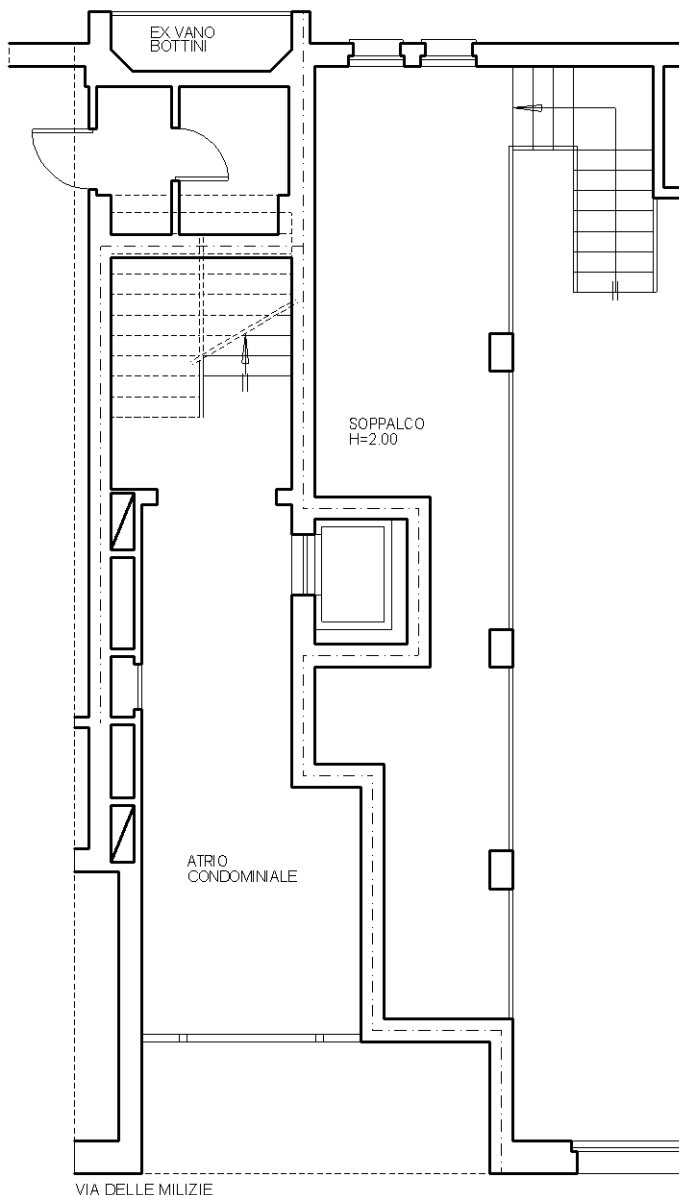 EX VANO
BOTTINI
SOPPALCO
H=2.00
ATRIO
CONDOMINIALE
VIA DELLE MILIZIE